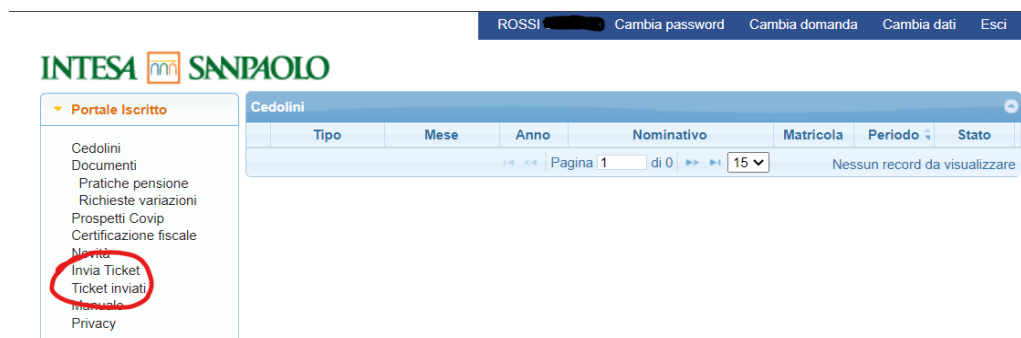 ROSSI Cambia password Cambia domanda Cambia dati Esci
INTESA SANPAOLO
Portale Iscritto
Cedolini
Documenti
Pratiche pensione
Richieste variazioni
Prospetti Covip
Certificazione fiscale
Novità
Invia Ticket
Ticket inviati
Manuale
Privacy
Cedolini
Tipo Mese Anno Nominativo Matricola Periodo Stato
Pagina 1 di 0 15 Nessun record da visualizzare